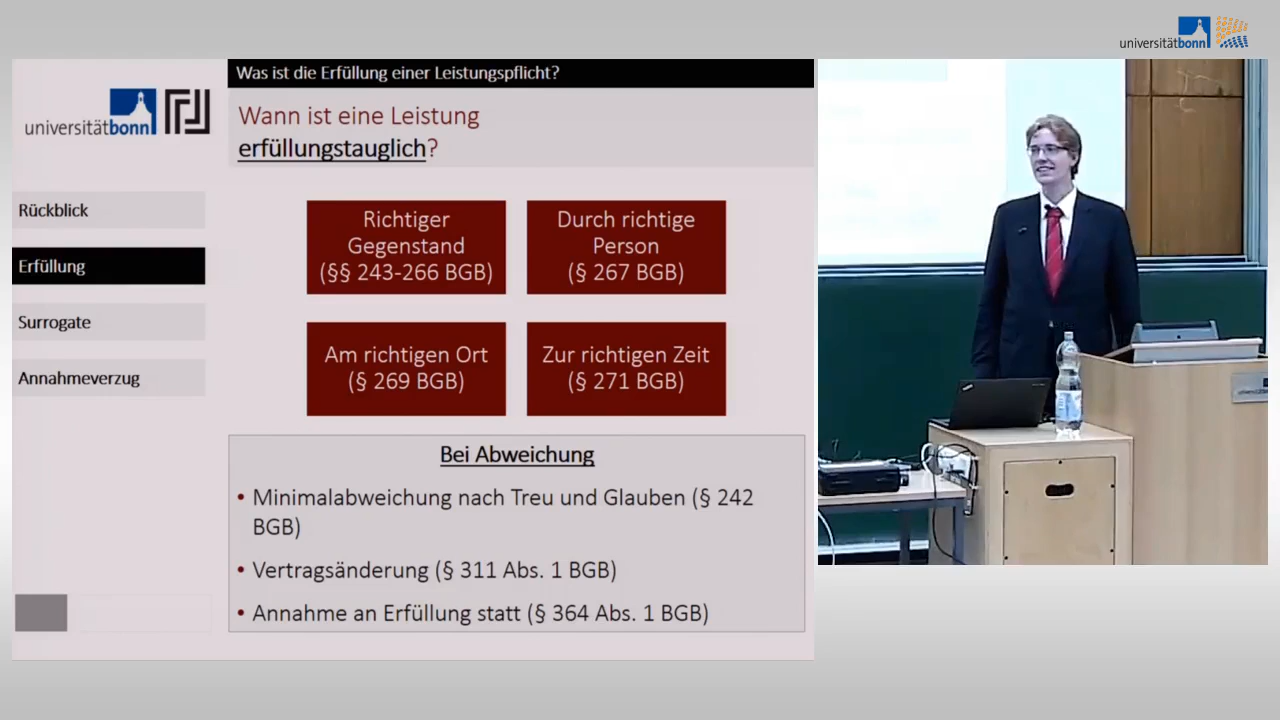 universitätbonn
Was ist die Erfüllung einer Leistungspflicht?
universitätbonn
Wann ist eine Leistung
erfüllungstauglich?
Rückblick
Erfüllung
Surrogate
Annahmeverzug
Richtiger
Gegenstand
(§§ 243-266 BGB)
Durch richtige
Person
(§ 267 BGB)
Am richtigen Ort
(§ 269 BGB)
Zur richtigen Zeit
(§ 271 BGB)
Bei Abweichung
• Minimalabweichung nach Treu und Glauben (§ 242
BGB)
• Vertragsänderung (§ 311 Abs. 1 BGB)
• Annahme an Erfüllung statt (§ 364 Abs. 1 BGB)